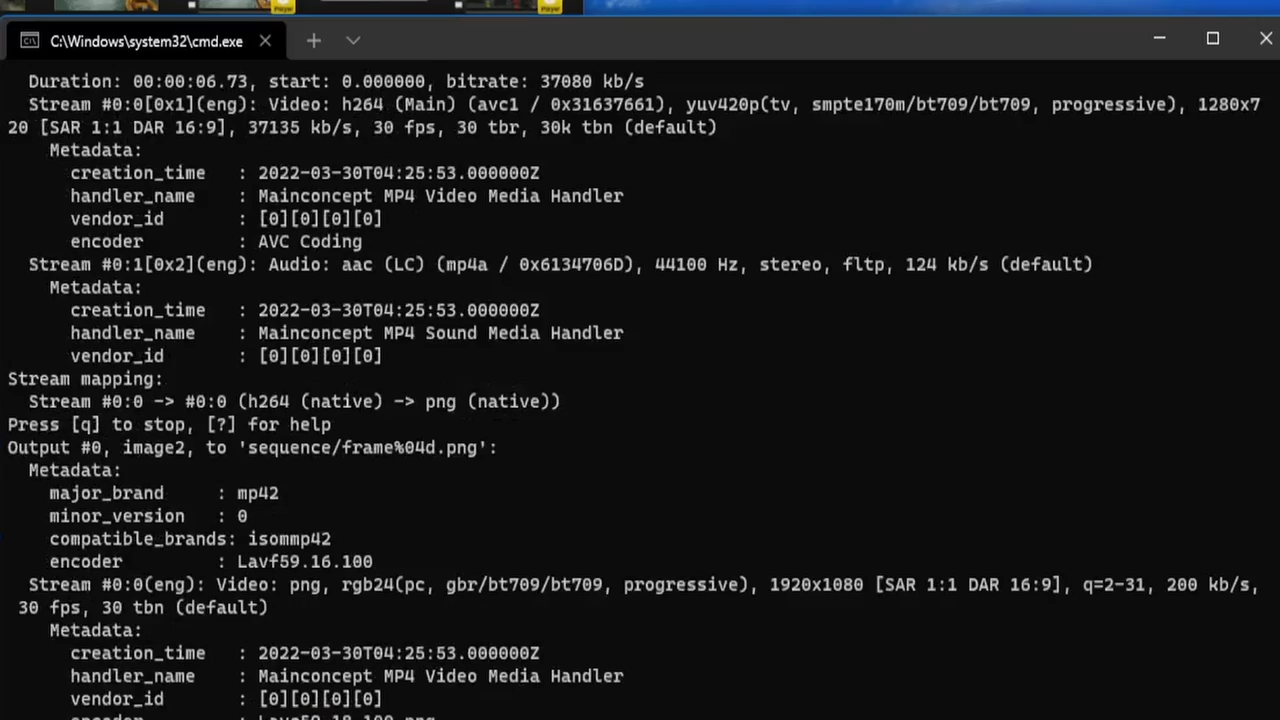 C:\Windows\system32\cmd.exe
Duration: 00:00:06.73, start: 0.000000, bitrate: 37080 kb/s
Stream #0:0[0x1](eng): Video: h264 (Main) (avc1 / 0x31637661), yuv420p(tv, smpte170m/bt709/bt709, progressive), 1280x7
20 [SAR 1:1 DAR 16:9], 37135 kb/s, 30 fps, 30 tbr, 30k tbn (default)
Metadata:
creation_time : 2022-03-30T04:25:53.000000Z
handler_name : Mainconcept MP4 Video Media Handler
vendor_id : [0][0][0][0]
encoder : AVC Coding
Stream #0:1[0x2](eng): Audio: aac (LC) (mp4a / 0x6134706D), 44100 Hz, stereo, fltp, 124 kb/s (default)
Metadata:
creation_time : 2022-03-30T04:25:53.000000Z
handler_name : Mainconcept MP4 Sound Media Handler
vendor_id : [0][0][0][0]
Stream mapping:
Stream #0:0 -> #0:0 (h264 (native) -> png (native))
Press [q] to stop, [?] for help
Output #0, image2, to 'sequence/frame%04d.png':
Metadata:
major_brand : mp42
minor_version : 0
compatible_brands: isommp42
encoder : Lavf59.16.100
Stream #0:0(eng): Video: png, rgb24(pc, gbr/bt709/bt709, progressive), 1920x1080 [SAR 1:1 DAR 16:9], q=2-31, 200 kb/s,
30 fps, 30 tbn (default)
Metadata:
creation_time : 2022-03-30T04:25:53.000000Z
handler_name : Mainconcept MP4 Video Media Handler
vendor_id : [0][0][0][0]